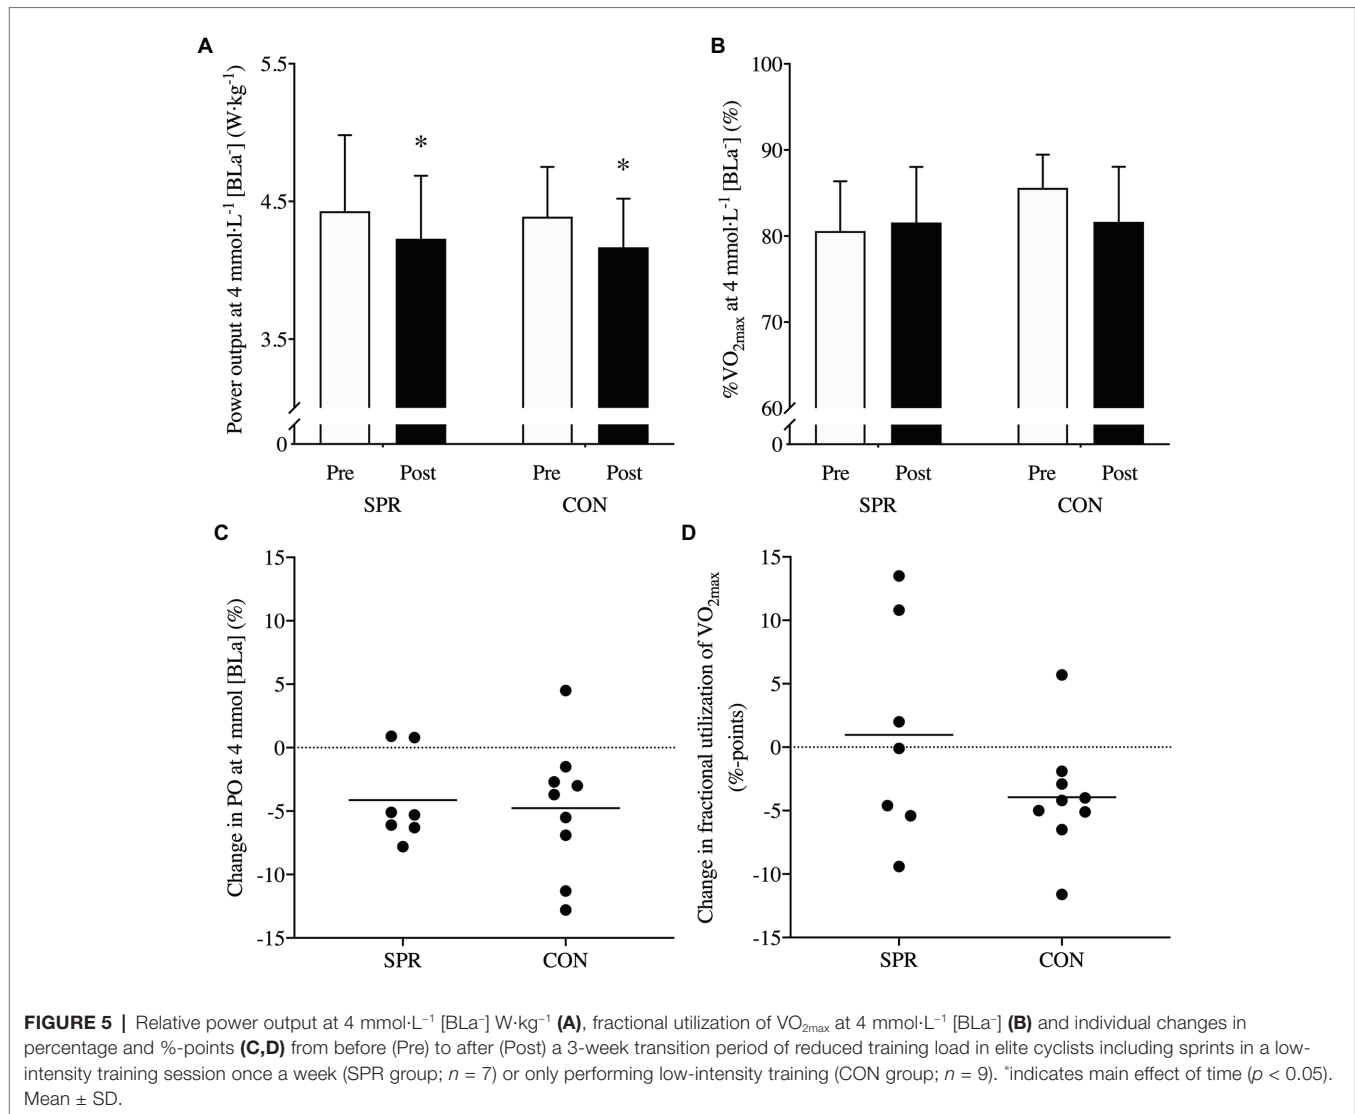 A
Power output at 4 mmol·L⁻¹ [BLa⁻] (W·kg⁻¹)
5.5
4.5
3.5
0
*
*
Pre Post Pre Post
SPR CON
B
%VO₂max at 4 mmol·L⁻¹ [BLa⁻] (%)
100
90
80
70
60
0
Pre Post Pre Post
SPR CON
C
Change in PO at 4 mmol [BLa] (%)
15
10
5
0
-5
-10
-15
SPR CON
D
Change in fractional utilization of VO₂max
(%-points)
15
10
5
0
-5
-10
-15
SPR CON
FIGURE 5 | Relative power output at 4 mmol·L⁻¹ [BLa⁻] W·kg⁻¹ (A), fractional utilization of VO₂max at 4 mmol·L⁻¹ [BLa⁻] (B) and individual changes in
percentage and %-points (C,D) from before (Pre) to after (Post) a 3-week transition period of reduced training load in elite cyclists including sprints in a low-
intensity training session once a week (SPR group; n = 7) or only performing low-intensity training (CON group; n = 9). *indicates main effect of time (p < 0.05).
Mean ± SD.